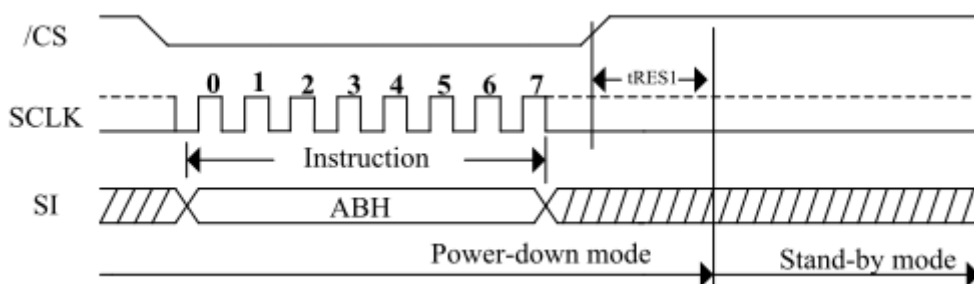 /CS
tRES1
0 1 2 3 4 5 6 7
SCLK
Instruction
SI
ABH
Power-down mode
Stand-by mode